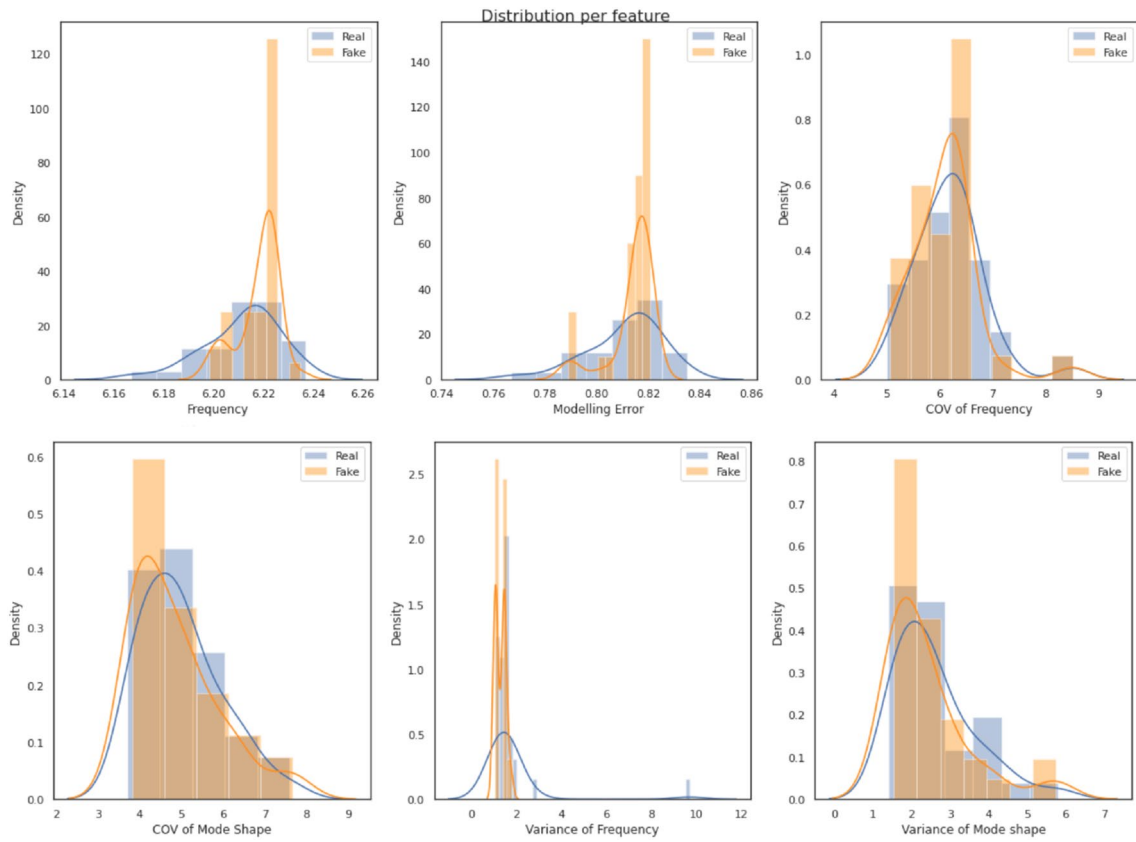 Distribution per feature
Real
Fake
120
100
80
60
40
20
0
Density
6.14 6.16 6.18 6.20 6.22 6.24 6.26
Frequency
Real
Fake
140
120
100
80
60
40
20
0
Density
0.74 0.76 0.78 0.80 0.82 0.84 0.86
Modelling Error
Real
Fake
1.0
0.8
0.6
0.4
0.2
0.0
Density
4 5 6 7 8 9
COV of Frequency
Real
Fake
0.6
0.5
0.4
0.3
0.2
0.1
0.0
Density
2 3 4 5 6 7 8 9
COV of Mode Shape
Real
Fake
2.5
2.0
1.5
1.0
0.5
0.0
Density
0 2 4 6 8 10 12
Variance of Frequency
Real
Fake
0.8
0.7
0.6
0.5
0.4
0.3
0.2
0.1
0.0
Density
0 1 2 3 4 5 6 7
Variance of Mode shape